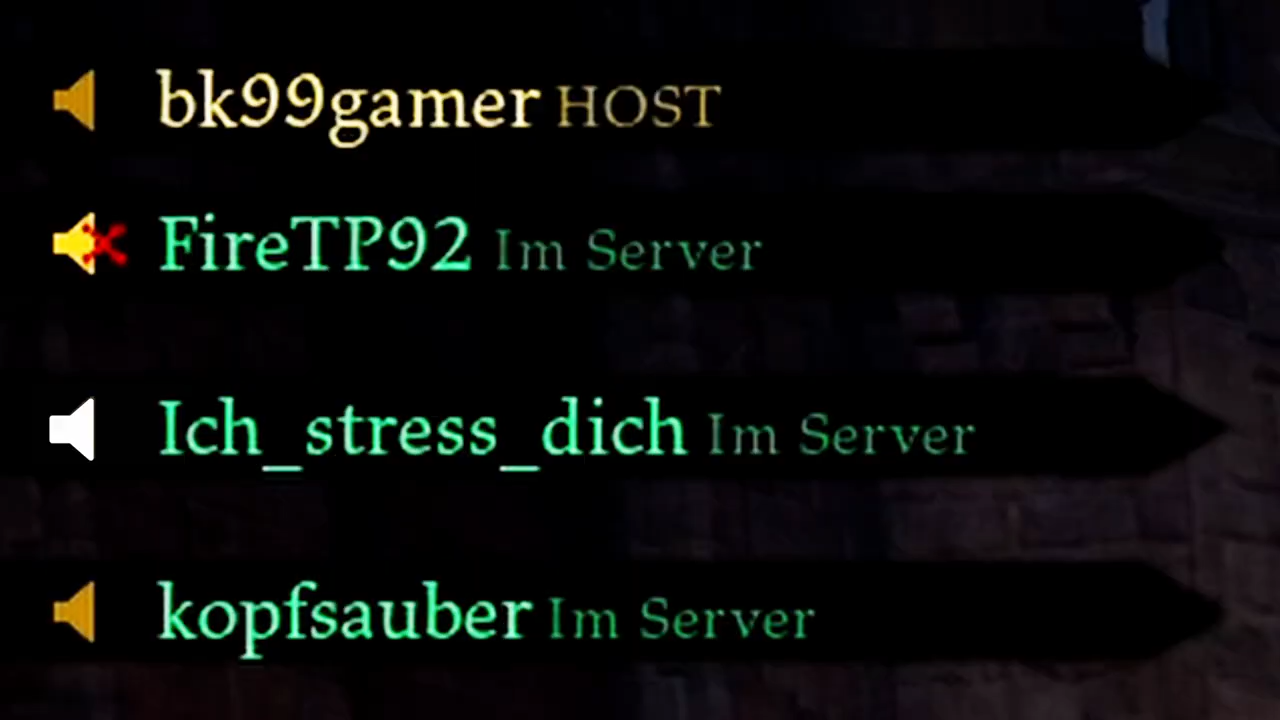 bk99gamer HOST
FireTP92 Im Server
Ich_stress_dich Im Server
kopfsauber Im Server